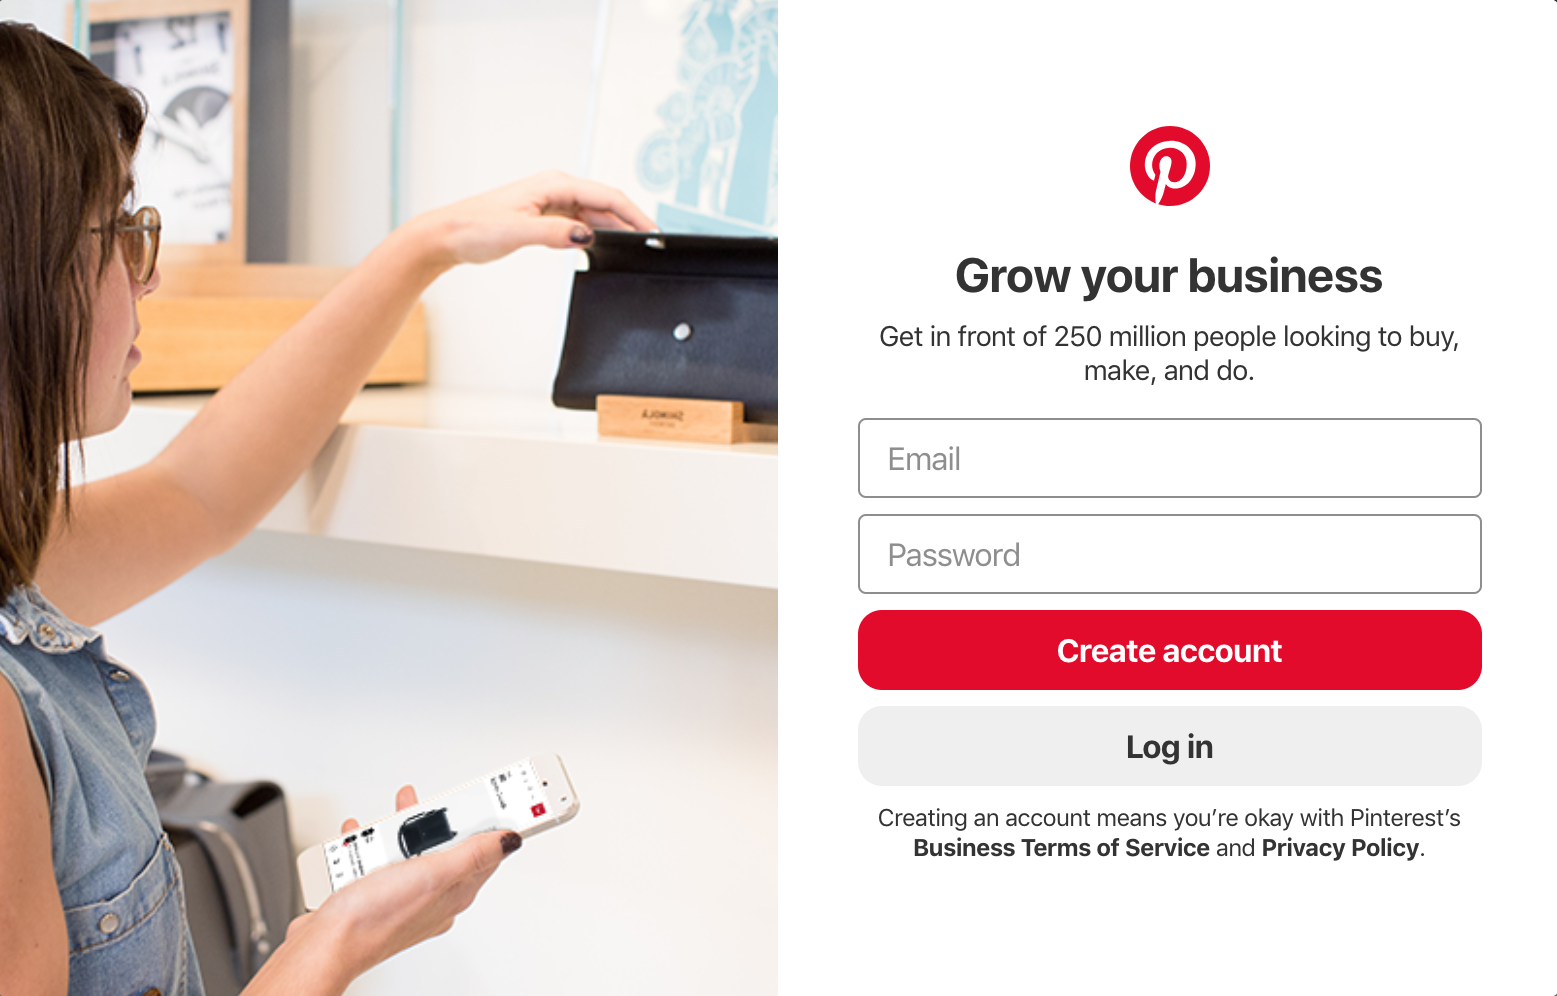 Grow your business
Get in front of 250 million people looking to buy,
make, and do.
Email
Password
Create account
Log in
Creating an account means you’re okay with Pinterest’s
Business Terms of Service and Privacy Policy.
SHINOLA